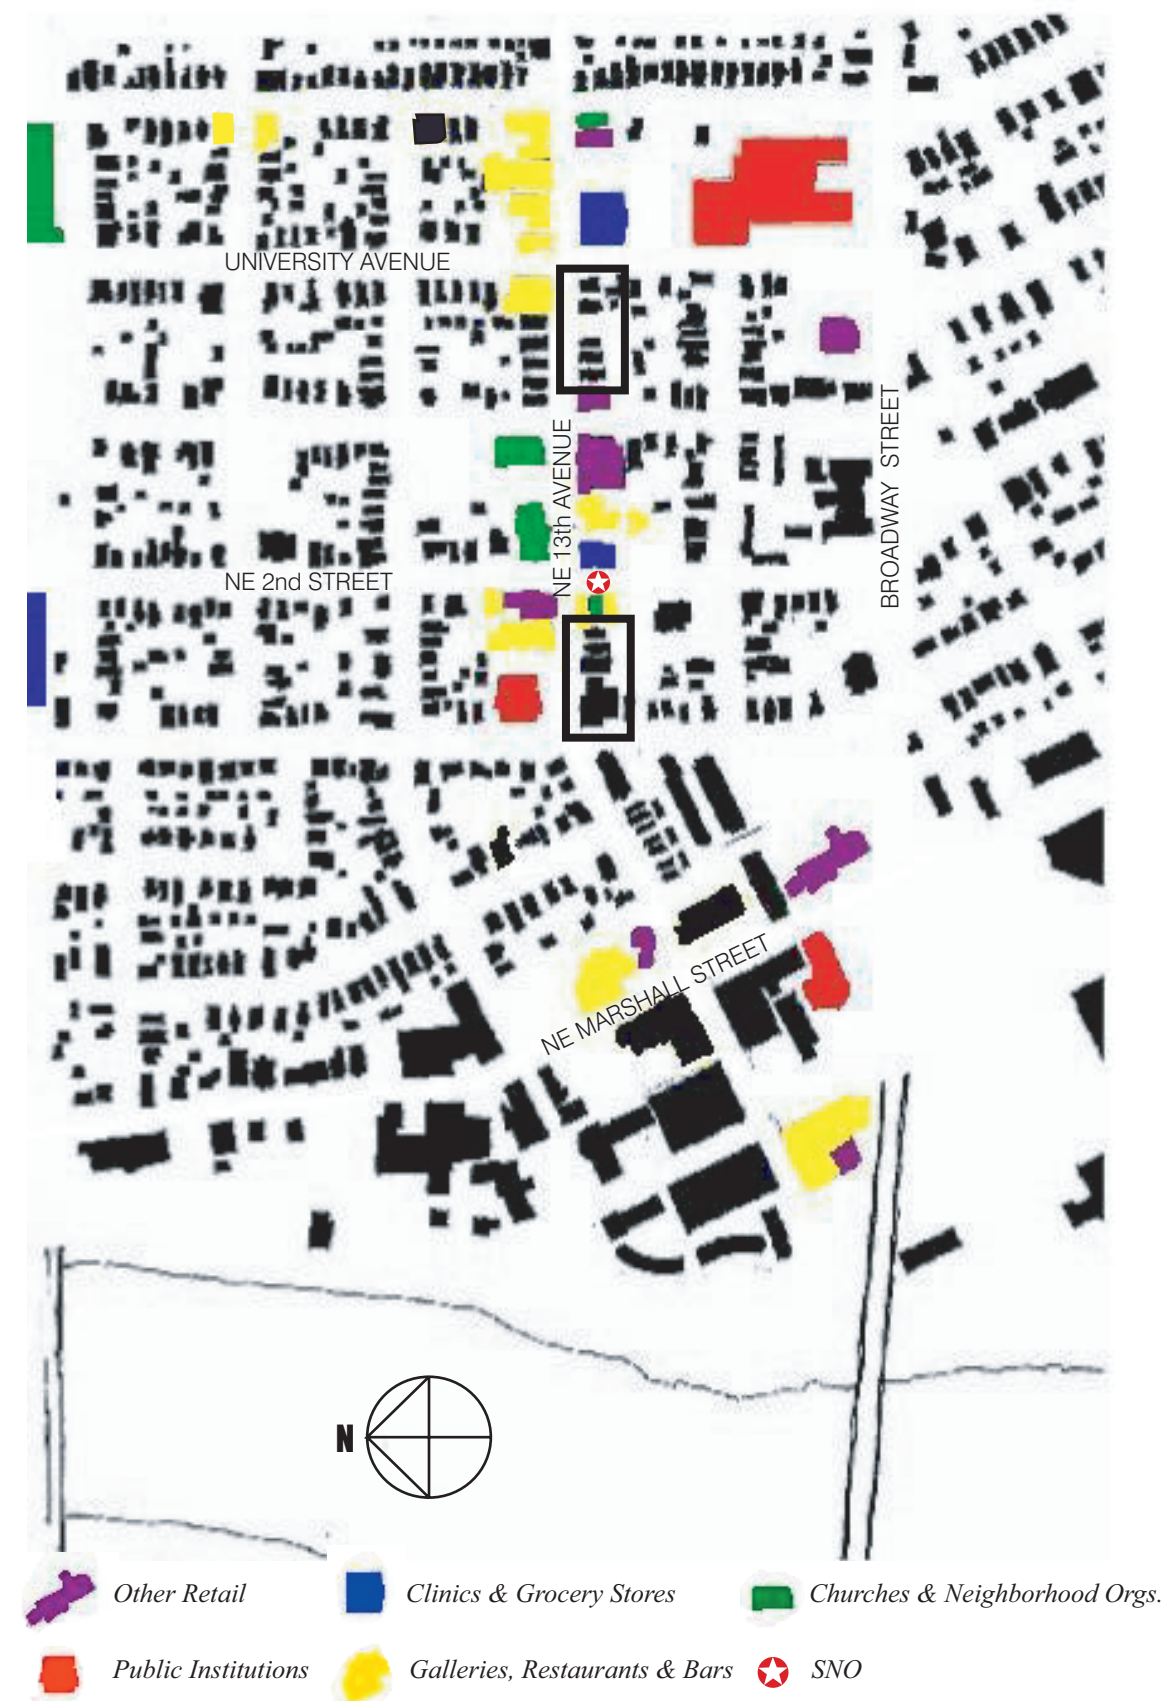 UNIVERSITY AVENUE
NE 13th AVENUE
BROADWAY STREET
NE 2nd STREET
NE MARSHALL STREET
N
Other Retail
Clinics & Grocery Stores
Churches & Neighborhood Orgs.
Public Institutions
Galleries, Restaurants & Bars
SNO